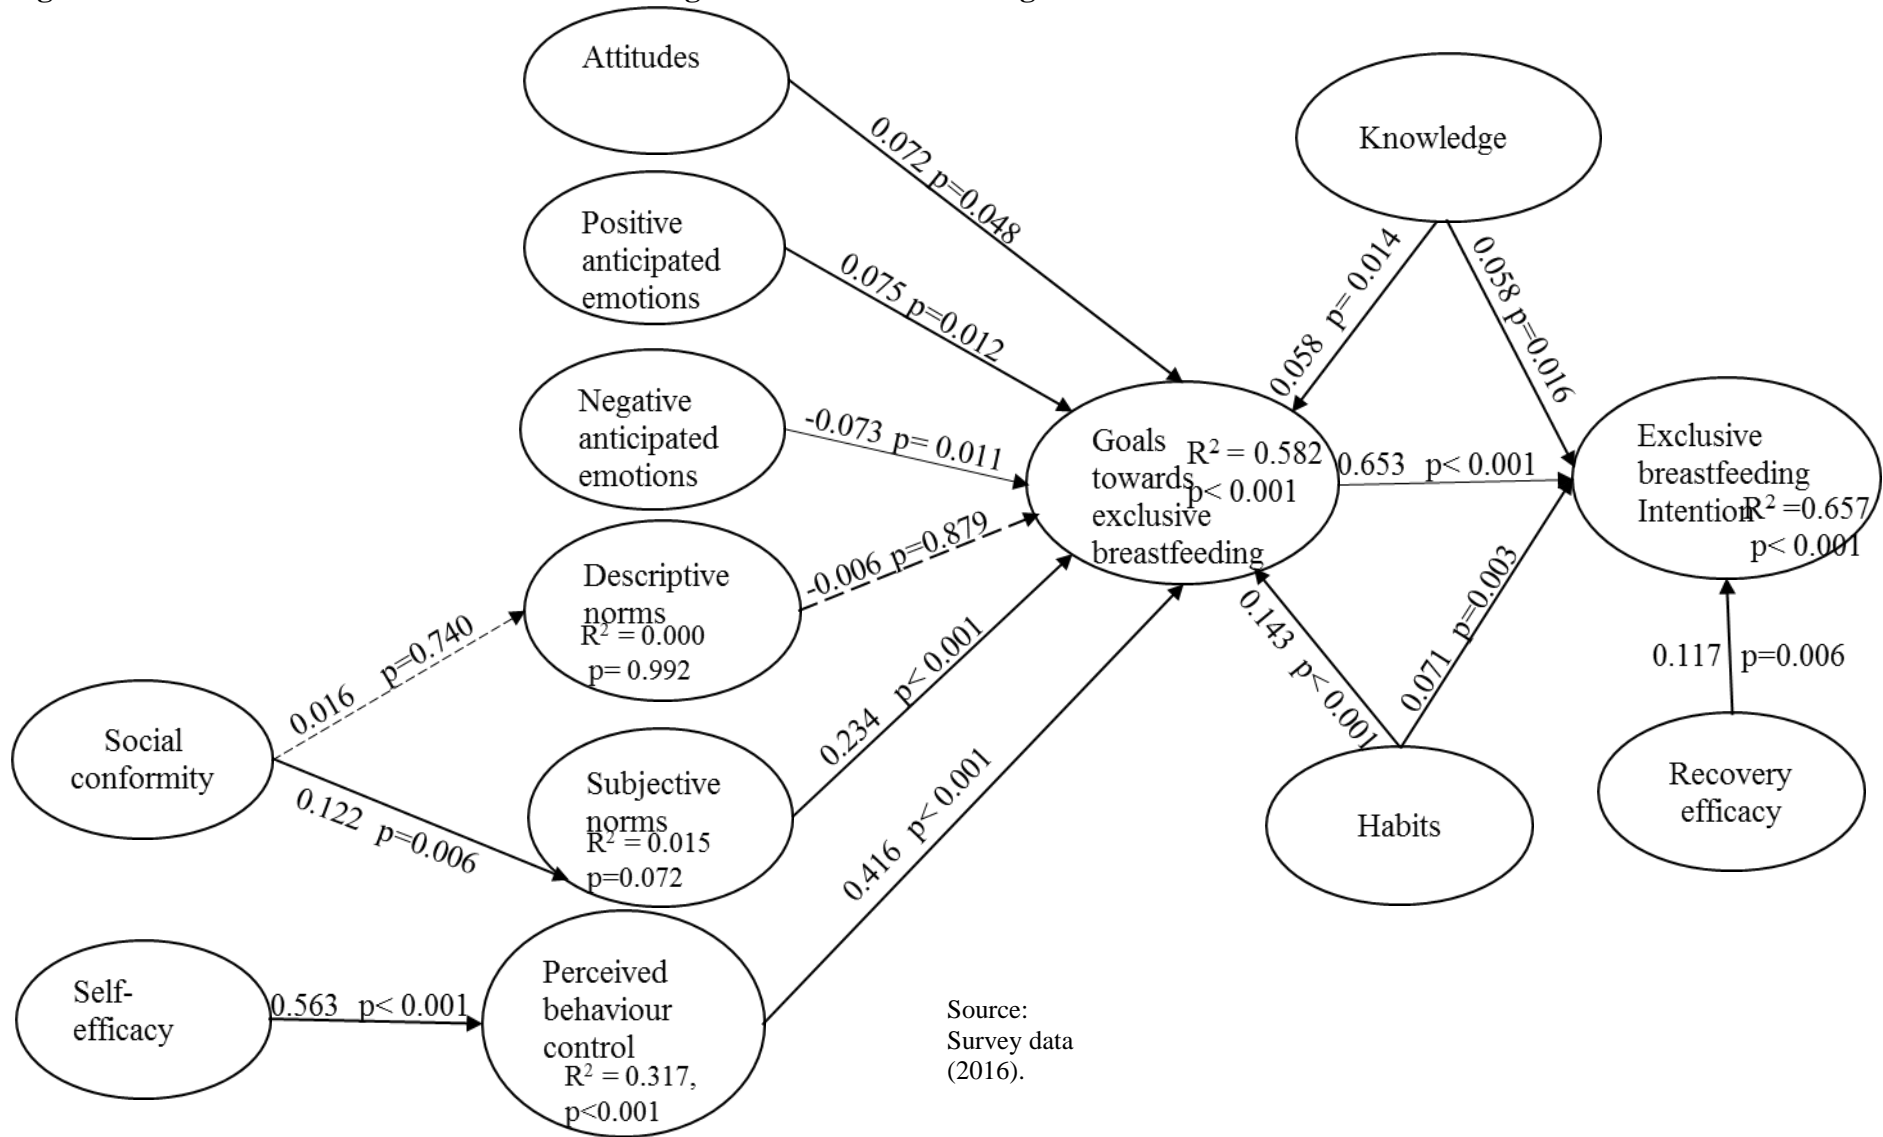 Attitudes
0.072 p=0.048
Knowledge
Positive
anticipated
emotions
0.075 p=0.012
0.058 p= 0.014
0.058 p=0.016
Negative
anticipated
emotions
-0.073 p= 0.011
Goals
towards
exclusive
breastfeeding
R² = 0.582
p< 0.001
0.653 p< 0.001
Exclusive
breastfeeding
Intention
R² =0.657
p< 0.001
Descriptive
norms
R² = 0.000
p= 0.992
-0.006 p=0.879
0.016 p=0.740
Social
conformity
0.122 p=0.006
Subjective
norms
R² = 0.015
p=0.072
0.234 p< 0.001
0.416 p< 0.001
0.143 p< 0.001
0.071 p=0.003
Habits
0.117 p=0.006
Recovery
efficacy
Self-
efficacy
0.563 p< 0.001
Perceived
behaviour
control
R² = 0.317,
p<0.001
Source:
Survey data
(2016).